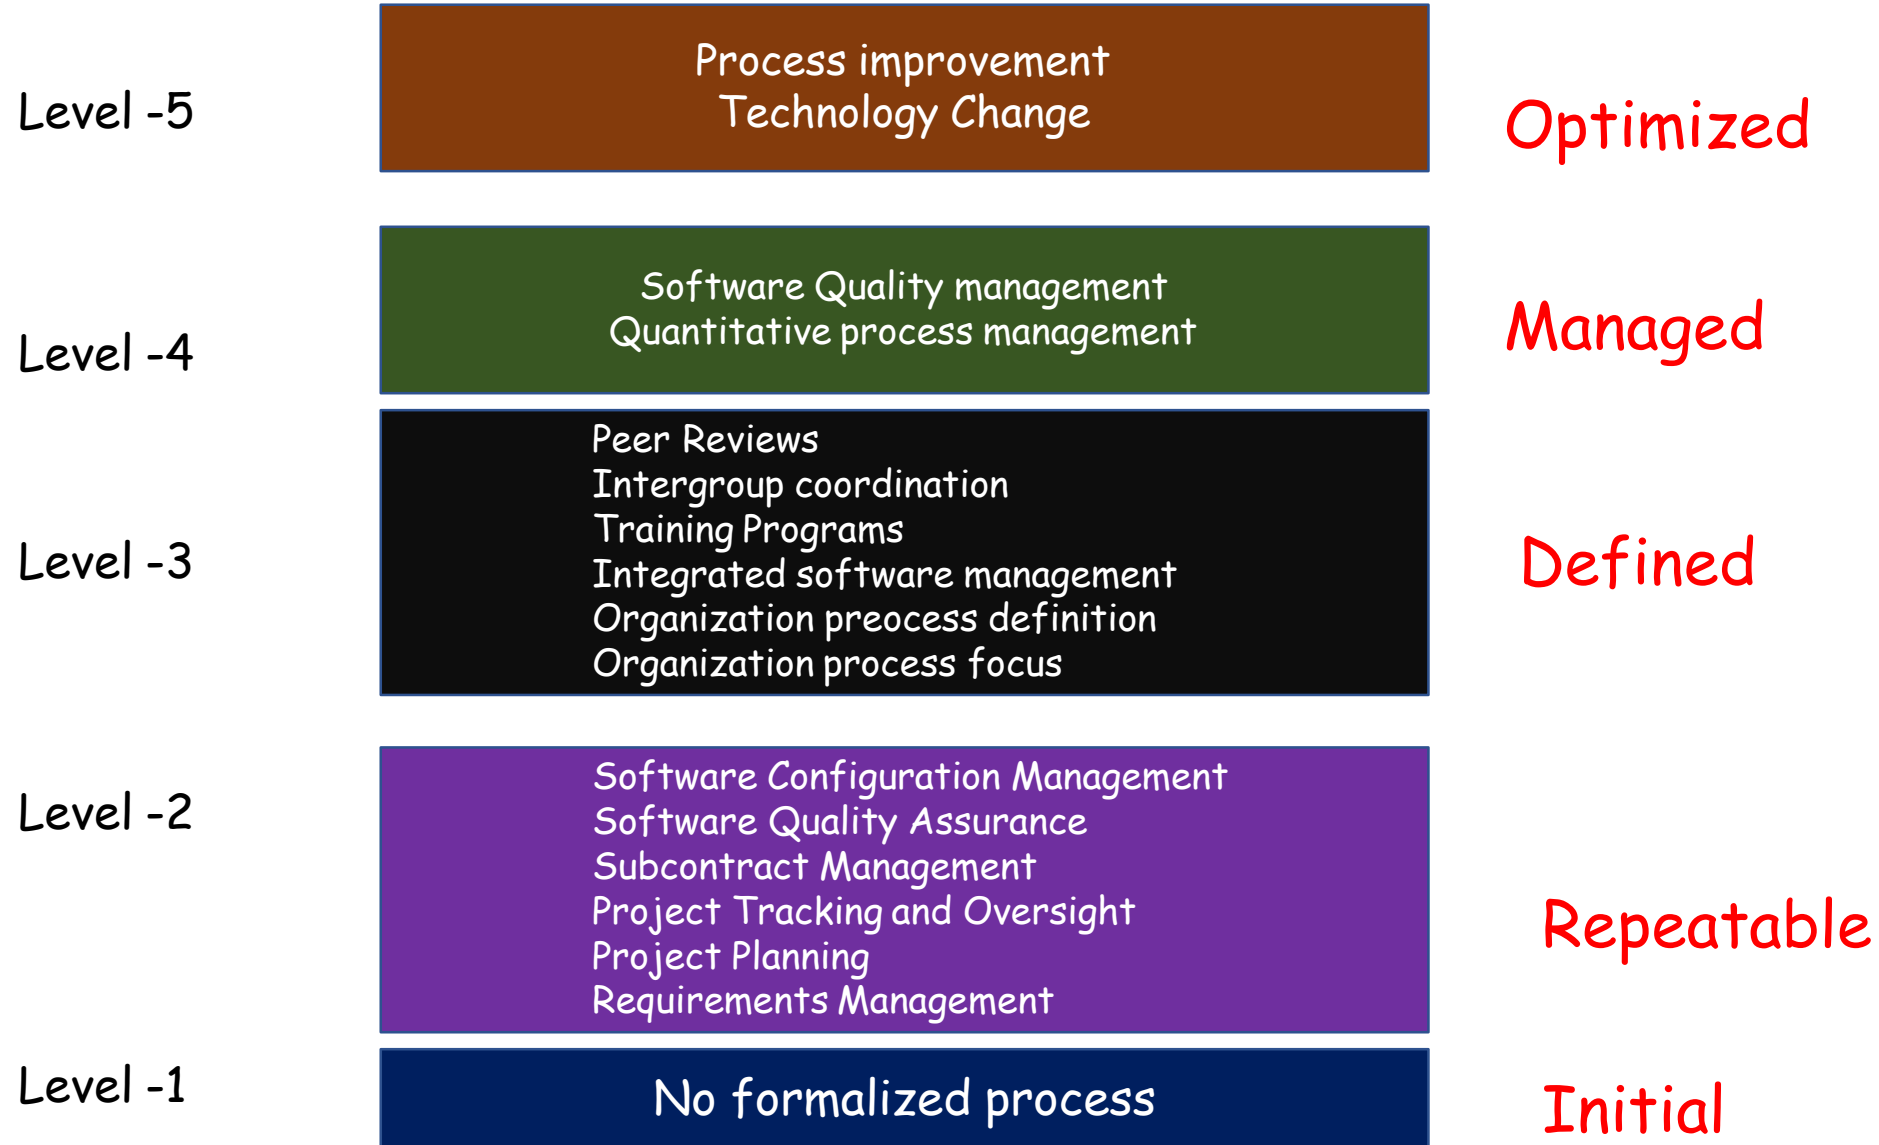 Level -5
Process improvement
Technology Change
Optimized
Level -4
Software Quality management
Quantitative process management
Managed
Level -3
Peer Reviews
Intergroup coordination
Training Programs
Integrated software management
Organization preocess definition
Organization process focus
Defined
Level -2
Software Configuration Management
Software Quality Assurance
Subcontract Management
Project Tracking and Oversight
Project Planning
Requirements Management
Repeatable
Level -1
No formalized process
Initial